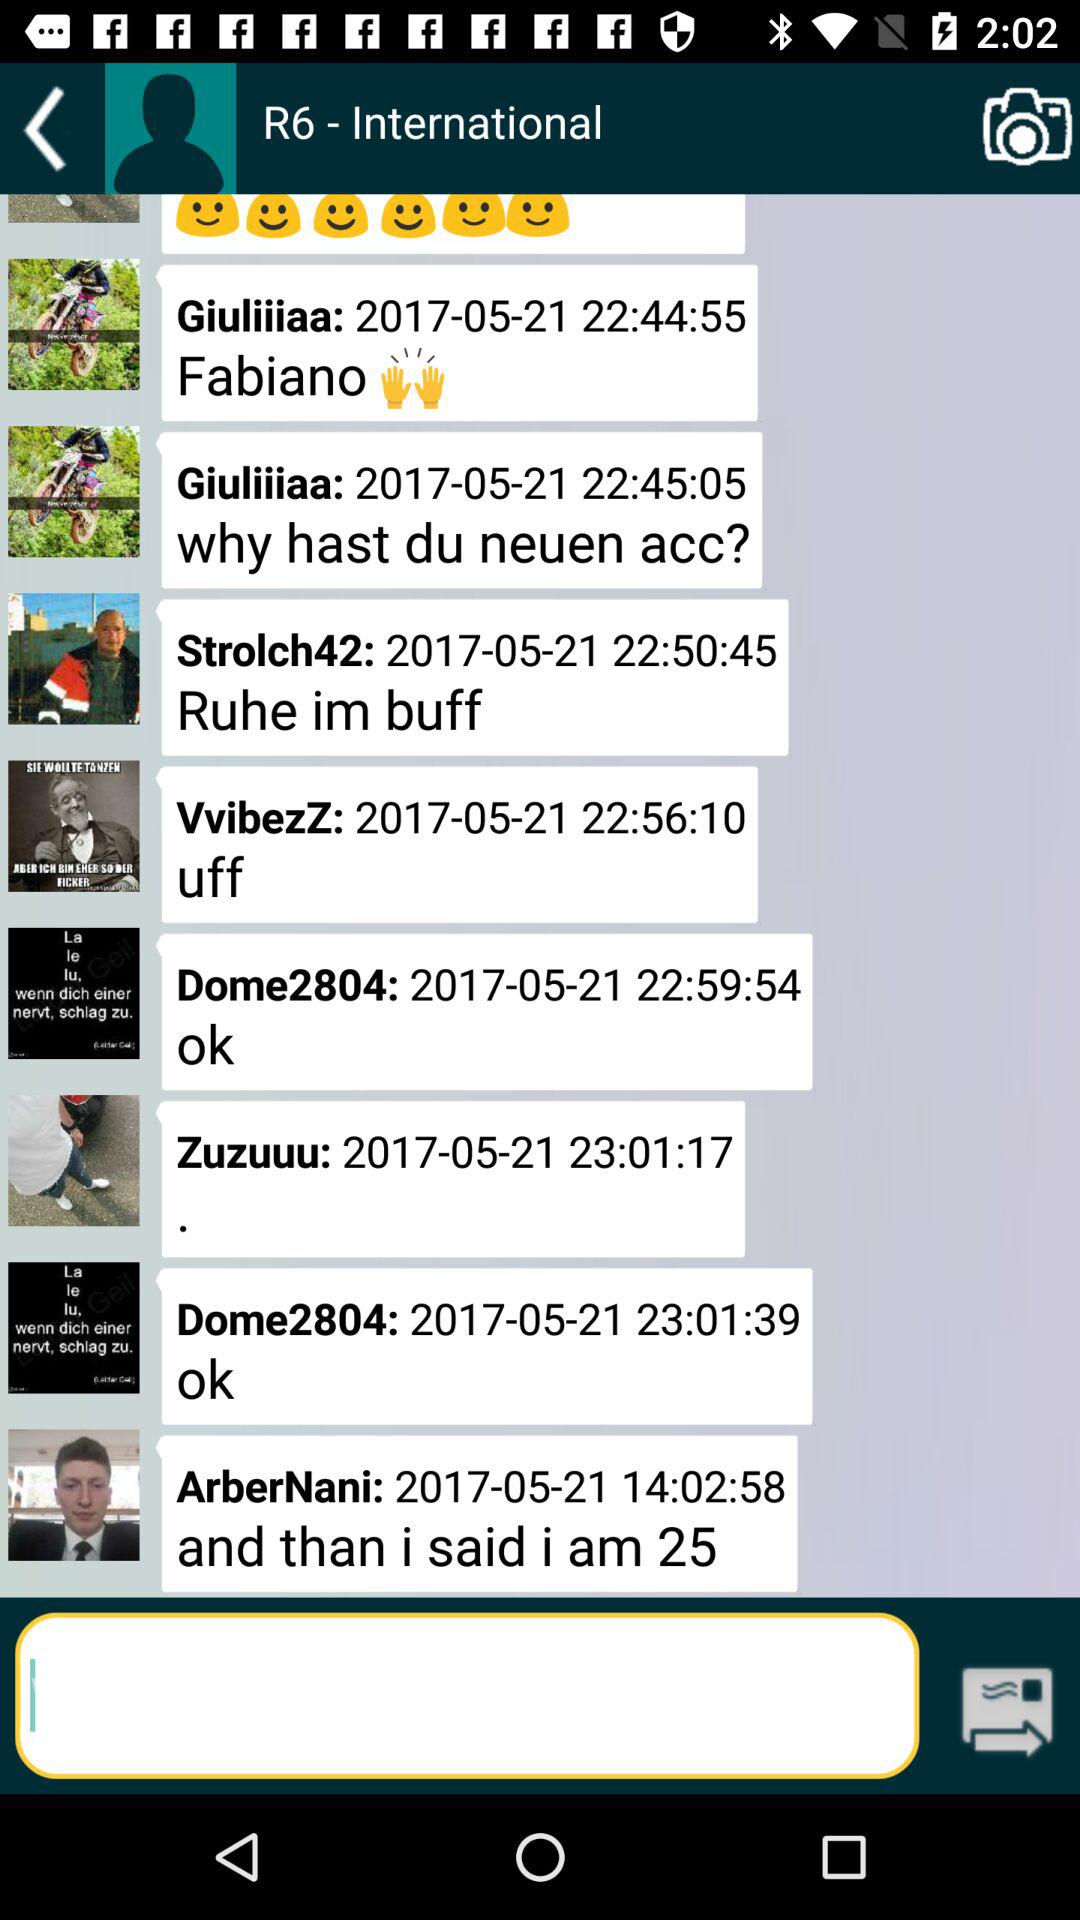 2:02
R6 - International
Giuliiiaa: 2017-05-21 22:44:55
Fabiano 🙌
Giuliiiaa: 2017-05-21 22:45:05
why hast du neuen acc?
Strolch42: 2017-05-21 22:50:45
Ruhe im buff
SIE WOLLTE TANZEN
ABER ICH BIN EHER SO DER
FICKER
VvibezZ: 2017-05-21 22:56:10
uff
La
le
lu,
wenn dich einer
nervt, schlag zu.
Geil
Dome2804: 2017-05-21 22:59:54
ok
Zuzuuu: 2017-05-21 23:01:17
.
La
le
lu,
wenn dich einer
nervt, schlag zu.
Geil
Dome2804: 2017-05-21 23:01:39
ok
ArberNani: 2017-05-21 14:02:58
and than i said i am 25